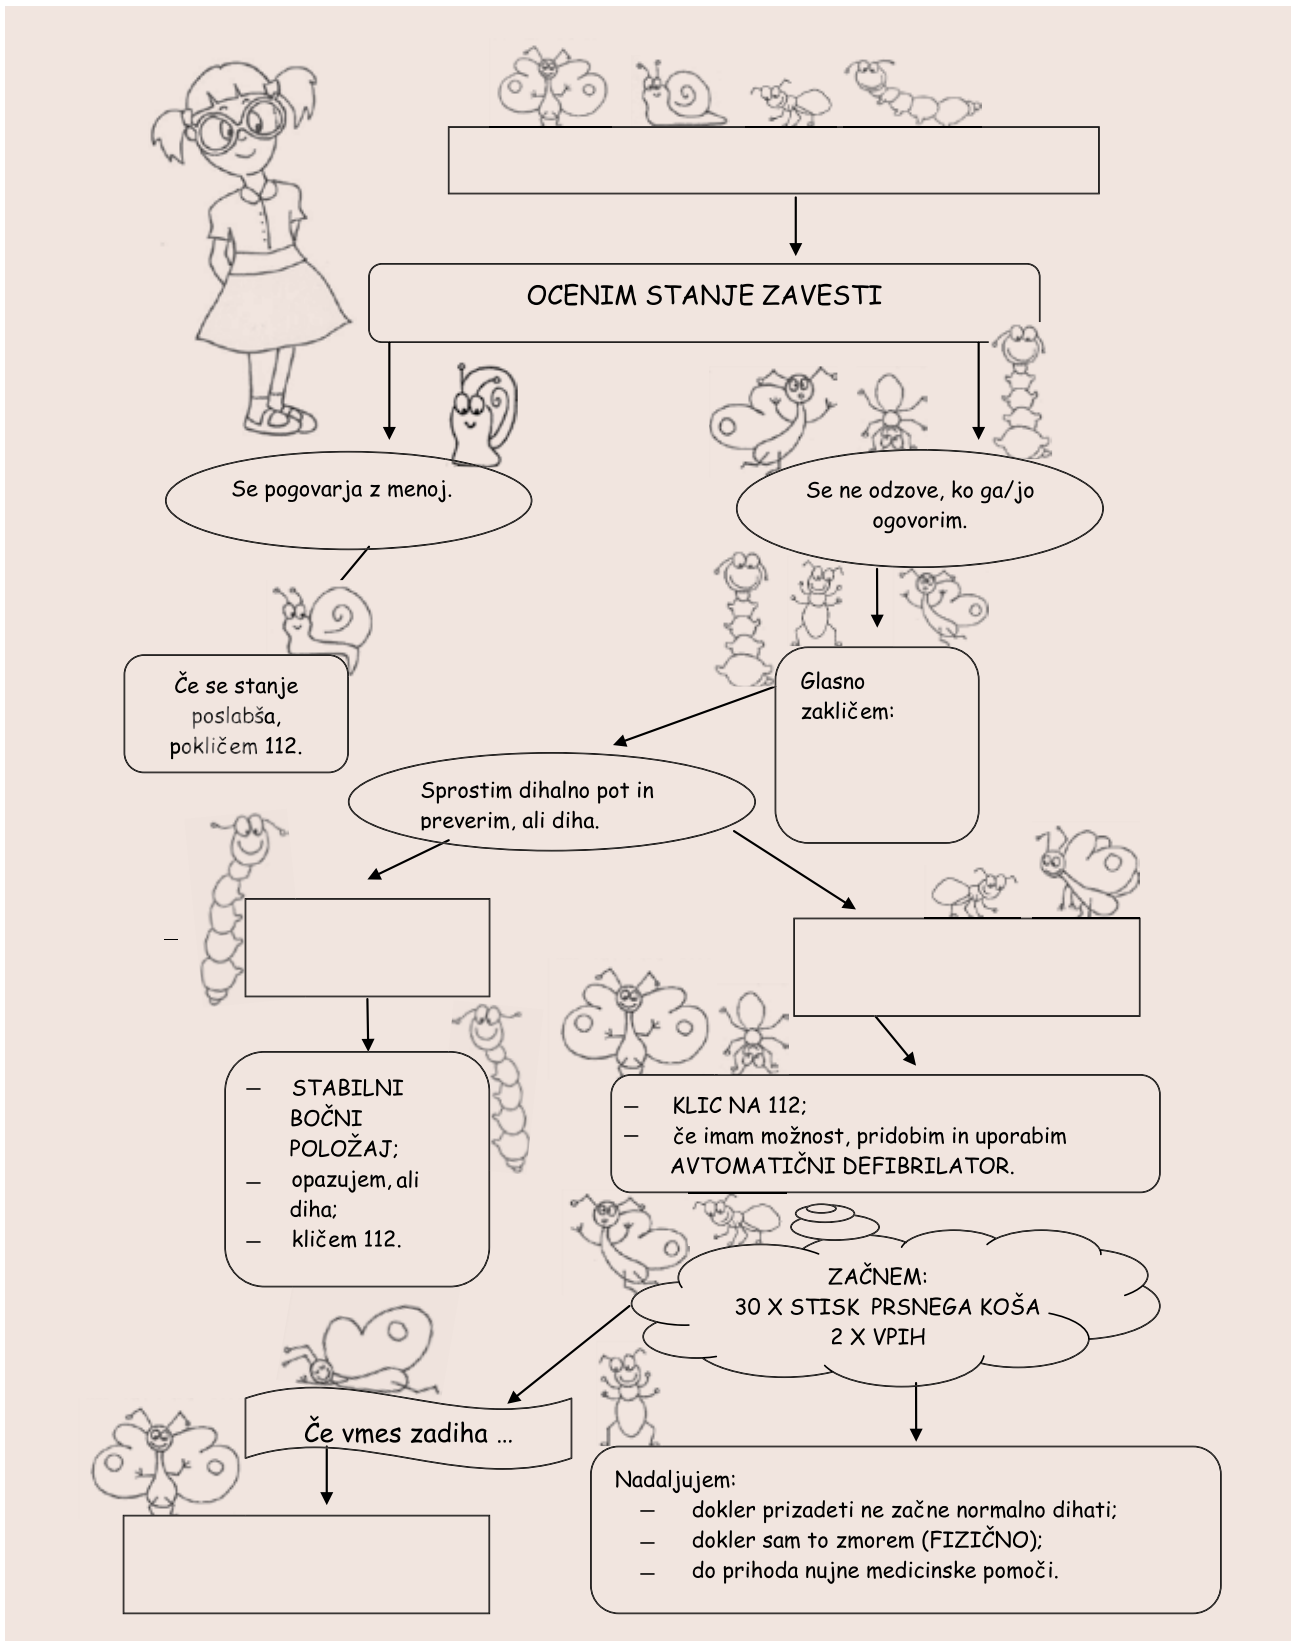 OCENIM STANJE ZAVESTI
Se pogovarja z menoj.
Se ne odzove, ko ga/jo
ogovorim.
Če se stanje
poslabša,
pokličem 112.
Glasno
zakličem:
Sprostim dihalno pot in
preverim, ali diha.
–
– STABILNI
BOČNI
POLOŽAJ;
– opazujem, ali
diha;
– kličem 112.
– KLIC NA 112;
– če imam možnost, pridobim in uporabim
AVTOMATIČNI DEFIBRILATOR.
ZAČNEM:
30 X STISK PRSNEGA KOŠA
2 X VPIH
Če vmes zadiha ...
Nadaljujem:
– dokler prizadeti ne začne normalno dihati;
– dokler sam to zmorem (FIZIČNO);
– do prihoda nujne medicinske pomoči.